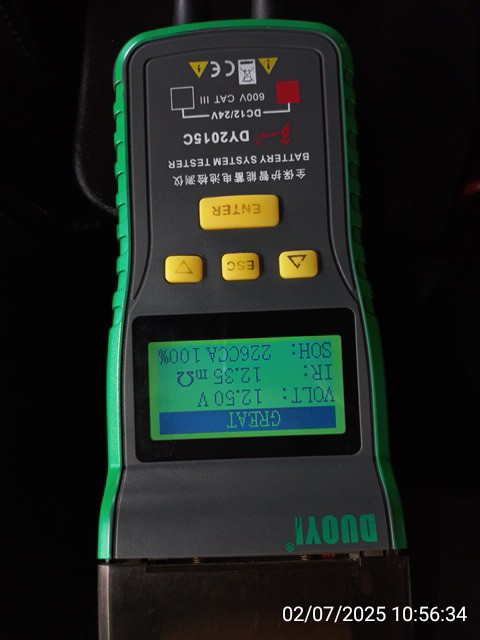 DUOYI®
GREAT
VOLT: 12.50 V
IR: 12.35 mΩ
SOH: 226CCA 100%
ESC
ENTER
全保护智能蓄电池检测仪
BATTERY SYSTEM TESTER
DY2015C
DC12/24V
600V CAT III
CE
02/07/2025 10:56:34